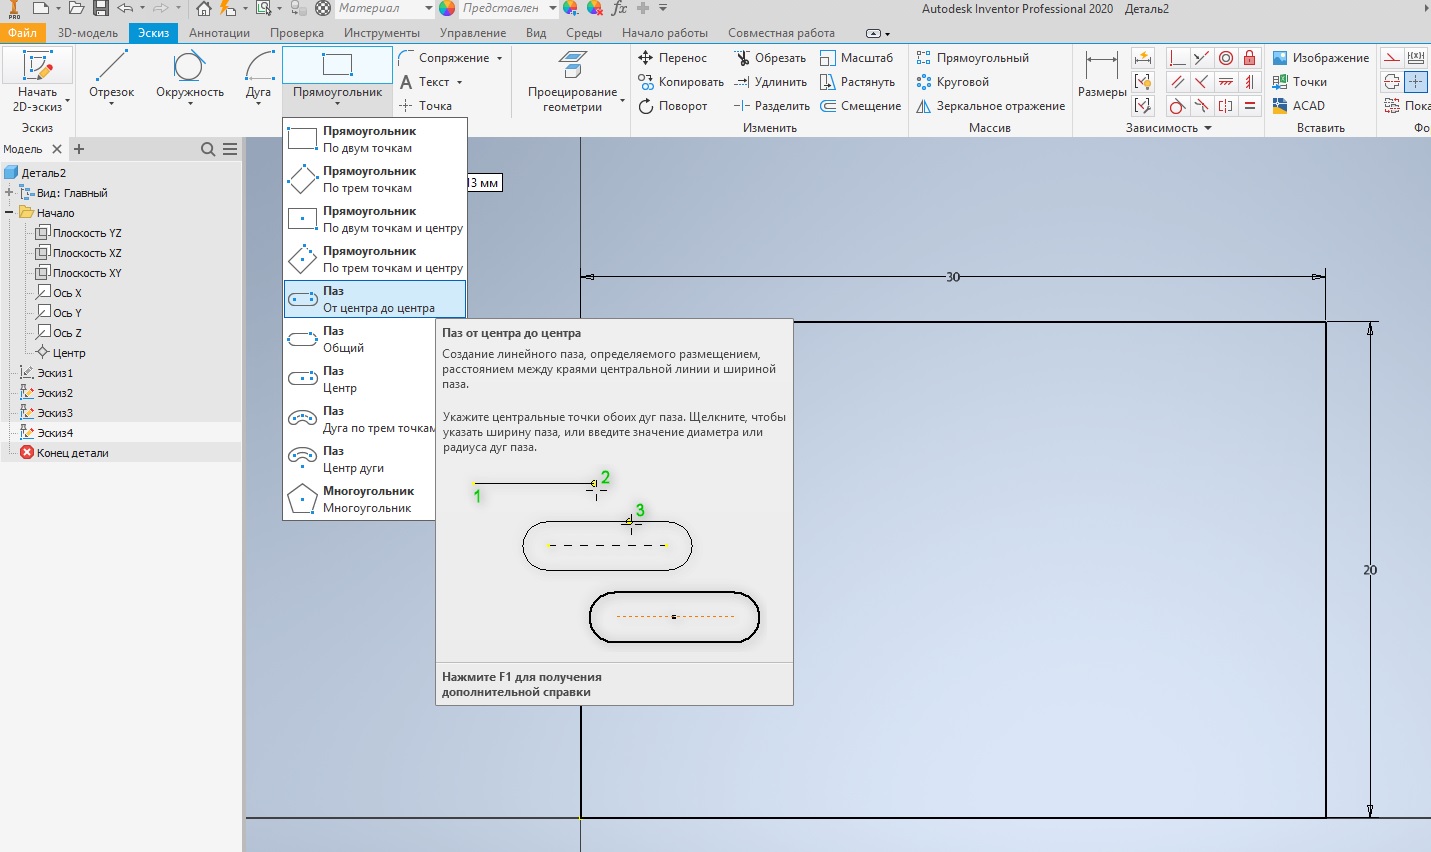 PRO
Материал
Представлен
fx
Autodesk Inventor Professional 2020 Деталь2
Файл 3D-модель Эскиз Аннотации Проверка Инструменты Управление Вид Среды Начало работы Совместная работа
Начать
2D-эскиз
Эскиз
Отрезок
Окружность
Дуга
Прямоугольник
Сопряжение
Текст
Точка
Проецирование
геометрии
Перенос
Копировать
Поворот
Обрезать
Удлинить
Разделить
Масштаб
Растянуть
Смещение
Изменить
Прямоугольный
Круговой
Зеркальное отражение
Массив
Размеры
Зависимость
Изображение
Точки
ACAD
Вставить
Пока
Фо
Модель
Деталь2
Вид: Главный
Начало
Плоскость YZ
Плоскость XZ
Плоскость XY
Ось X
Ось Y
Ось Z
Центр
Эскиз1
Эскиз2
Эскиз3
Эскиз4
Конец детали
Прямоугольник
По двум точкам
Прямоугольник
По трем точкам
Прямоугольник
По двум точкам и центру
Прямоугольник
По трем точкам и центру
Паз
От центра до центра
Паз
Общий
Паз
Центр
Паз
Дуга по трем точкам
Паз
Центр дуги
Многоугольник
Многоугольник
13 мм
Паз от центра до центра
Создание линейного паза, определяемого размещением,
расстоянием между краями центральной линии и шириной
паза.
Укажите центральные точки обоих дуг паза. Щелкните, чтобы
указать ширину паза, или введите значение диаметра или
радиуса дуг паза.
1
2
3
Нажмите F1 для получения
дополнительной справки
30
20